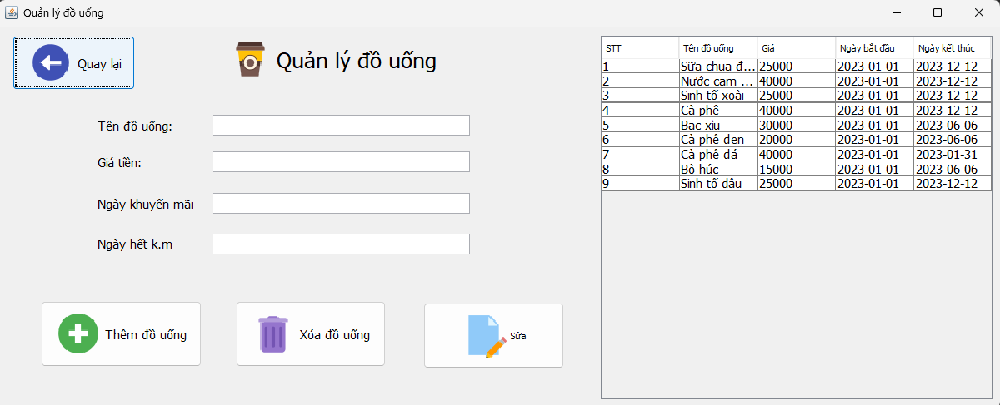 Quản lý đồ uống
Quay lại
Quản lý đồ uống
Tên đồ uống:
Giá tiền:
Ngày khuyến mãi
Ngày hết k.m
Thêm đồ uống
Xóa đồ uống
Sửa
STT Tên đồ uống Giá Ngày bắt đầu Ngày kết thúc
1 Sữa chua đ... 25000 2023-01-01 2023-12-12
2 Nước cam ... 40000 2023-01-01 2023-12-12
3 Sinh tố xoài 25000 2023-01-01 2023-12-12
4 Cà phê 40000 2023-01-01 2023-12-12
5 Bạc xiu 30000 2023-01-01 2023-06-06
6 Cà phê đen 20000 2023-01-01 2023-06-06
7 Cà phê đá 40000 2023-01-01 2023-01-31
8 Bò húc 15000 2023-01-01 2023-06-06
9 Sinh tố dâu 25000 2023-01-01 2023-12-12